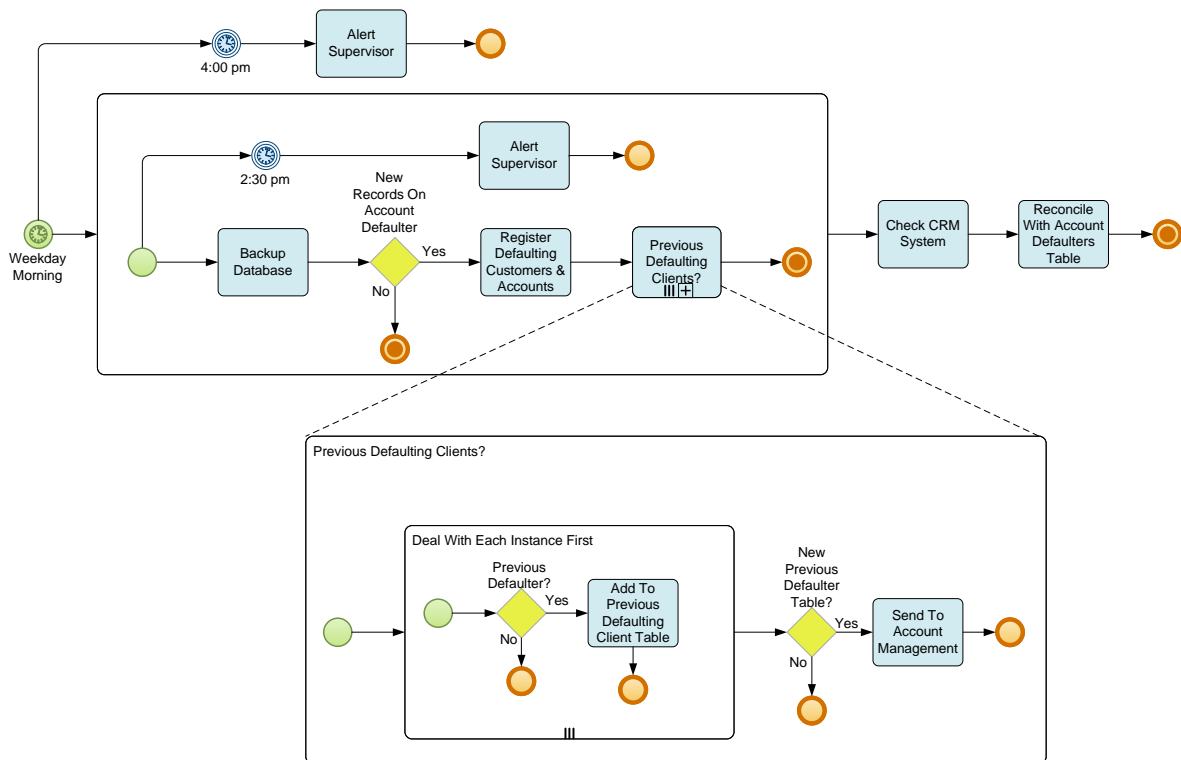 Alert
Supervisor
4:00 pm
Alert
Supervisor
2:30 pm
New
Records On
Account
Defaulter
Weekday
Morning
Backup
Database
Yes
No
Register
Defaulting
Customers &
Accounts
Previous
Defaulting
Clients?
Check CRM
System
Reconcile
With Account
Defaulters
Table
Previous Defaulting Clients?
Deal With Each Instance First
Previous
Defaulter?
Yes
No
Add To
Previous
Defaulting
Client Table
New
Previous
Defaulter
Table?
Yes
No
Send To
Account
Management